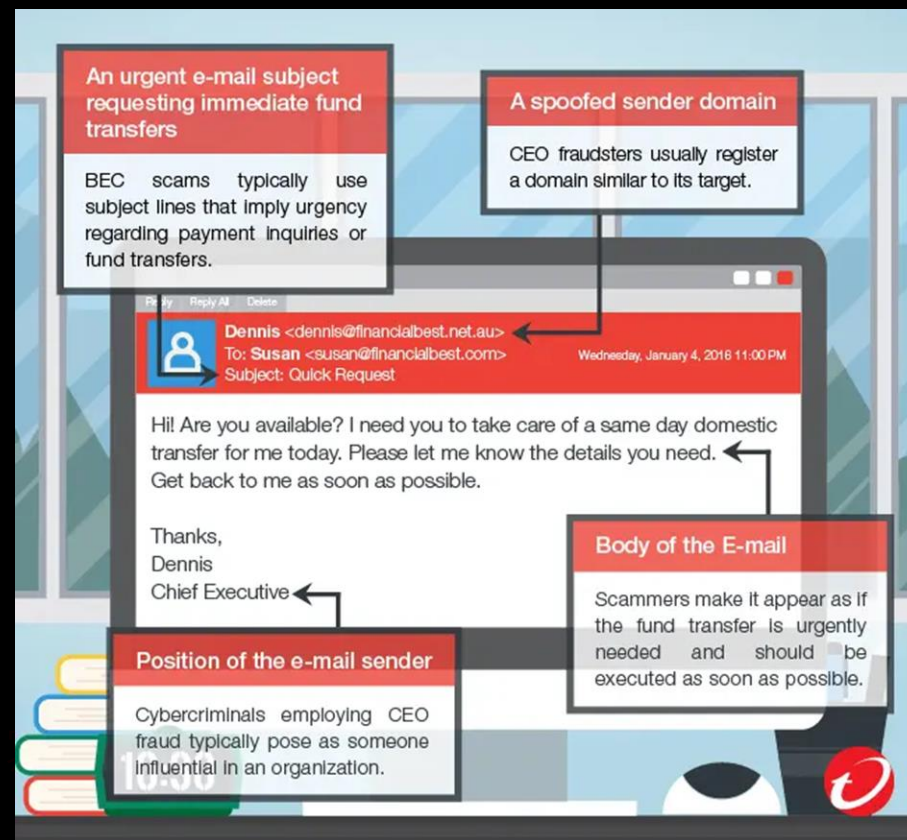 An urgent e-mail subject
requesting immediate fund
transfers
BEC scams typically use
subject lines that imply urgency
regarding payment inquiries or
fund transfers.
A spoofed sender domain
CEO fraudsters usually register
a domain similar to its target.
Reply Reply All Delete
Dennis <dennis@financialbest.net.au>
To: Susan <susan@financialbest.com>
Wednesday, January 4, 2016 11:00 PM
Subject: Quick Request
Hi! Are you available? I need you to take care of a same day domestic
transfer for me today. Please let me know the details you need.
Get back to me as soon as possible.
Thanks,
Dennis
Chief Executive
Body of the E-mail
Scammers make it appear as if
the fund transfer is urgently
needed and should be
executed as soon as possible.
Position of the e-mail sender
Cybercriminals employing CEO
fraud typically pose as someone
influential in an organization.